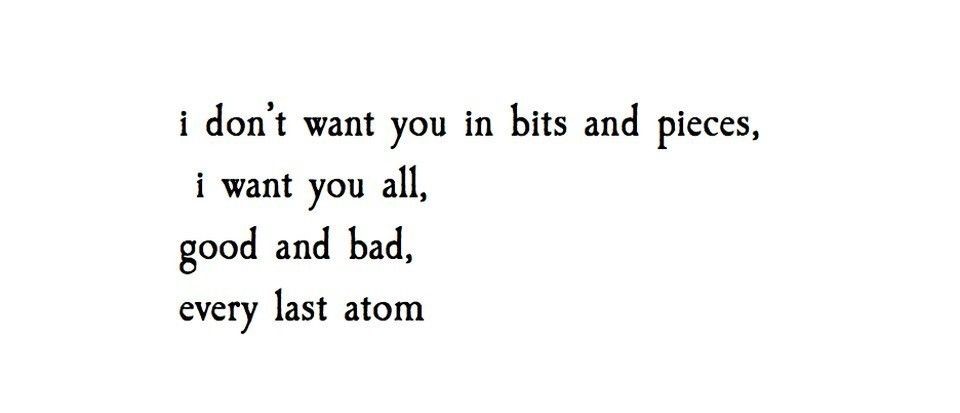 i don't want you in bits and pieces,
i want you all,
good and bad,
every last atom